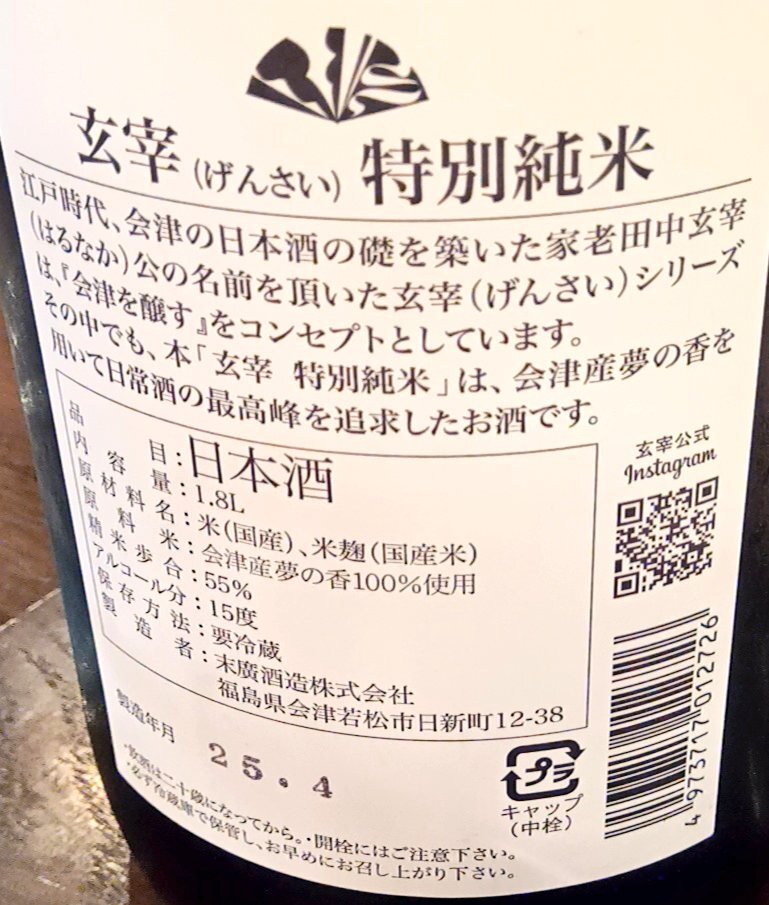 玄宰(げんさい) 特別純米
江戸時代、会津の日本酒の礎を築いた家老田中玄宰
(はるなか)公の名前を頂いた玄宰(げんさい)シリーズ
は、『会津を醸す』をコンセプトとしています。
その中でも、本「玄宰 特別純米」は、会津産夢の香を
用いて日常酒の最高峰を追求したお酒です。
品目:日本酒
内容量:1.8L
原材料名:米(国産)、米麹(国産米)
原料米:会津産夢の香100%使用
精米歩合:55%
アルコール分:15度
保存方法:要冷蔵
製造者:末廣酒造株式会社
福島県会津若松市日新町12-38
玄宰公式
Instagram
4 973717 012726
製造年月 25.4
プラ
キャップ
(中栓)
・飲酒は二十歳になってから。・開栓にはご注意下さい。
・必ず冷蔵庫で保管し、お早めにお召し上がり下さい。